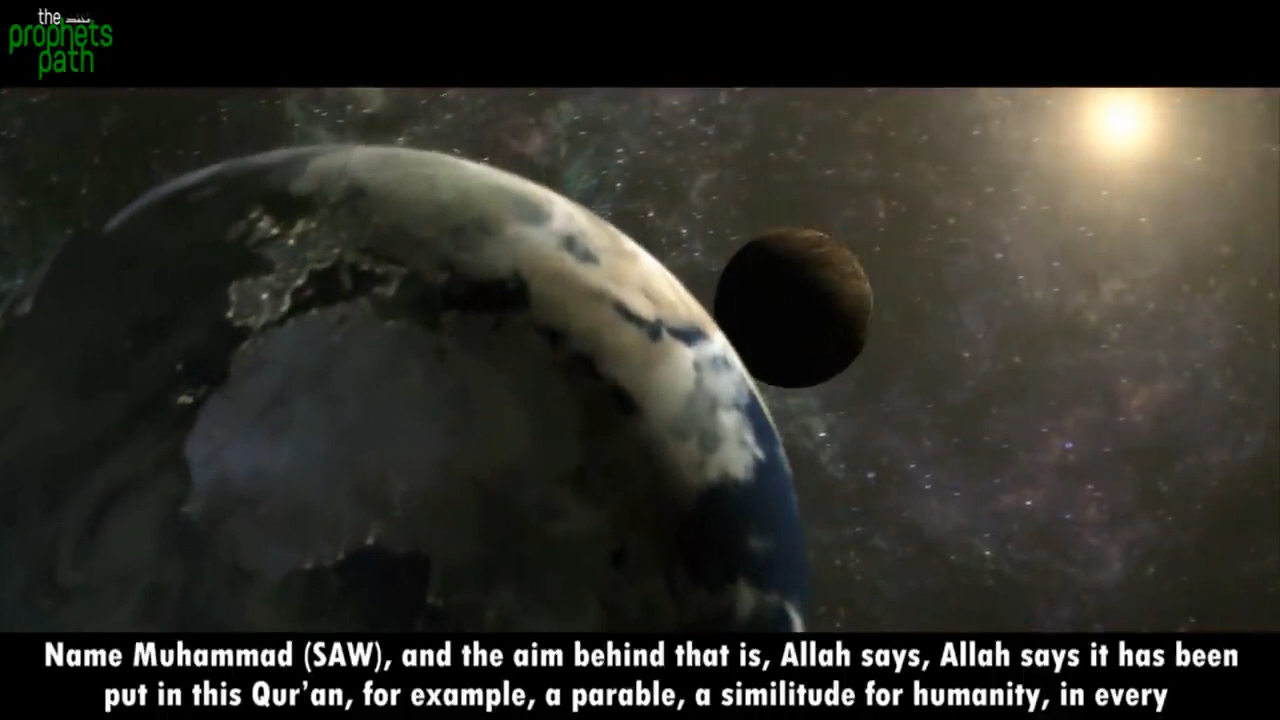 the
prophets
path
Name Muhammad (SAW), and the aim behind that is, Allah says, Allah says it has been
put in this Qur’an, for example, a parable, a similitude for humanity, in every